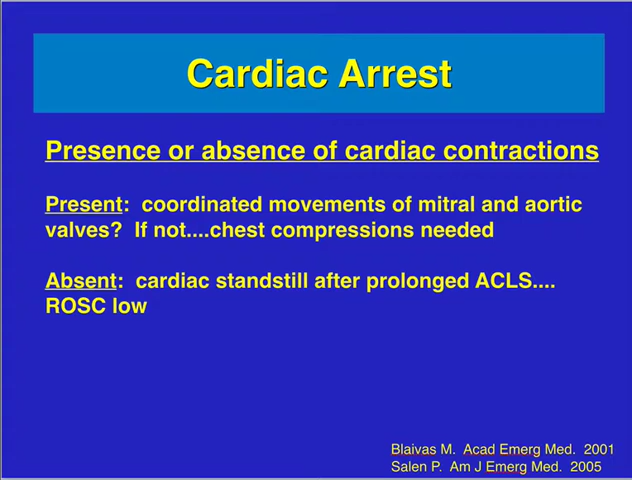 Cardiac Arrest
Presence or absence of cardiac contractions
Present:  coordinated movements of mitral and aortic
valves?  If not....chest compressions needed
Absent:  cardiac standstill after prolonged ACLS....
ROSC low
Blaivas M.  Acad Emerg Med.  2001
Salen P.  Am J Emerg Med.  2005